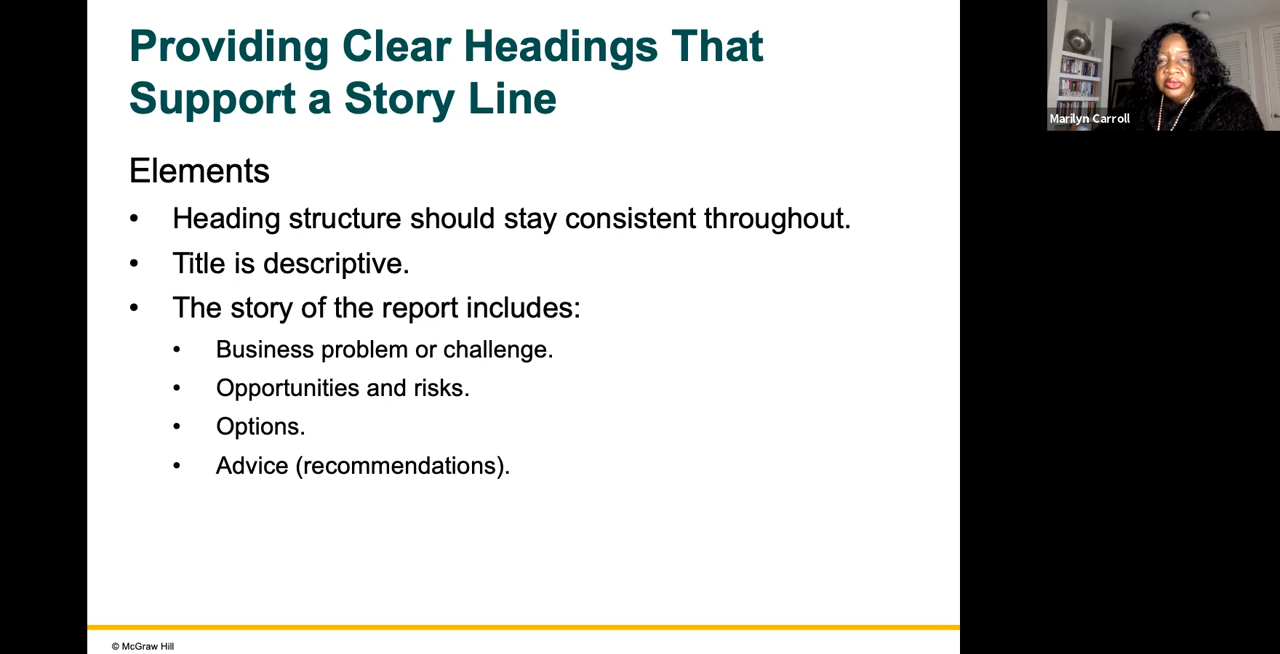 Providing Clear Headings That
Support a Story Line
Elements
• Heading structure should stay consistent throughout.
• Title is descriptive.
• The story of the report includes:
• Business problem or challenge.
• Opportunities and risks.
• Options.
• Advice (recommendations).
© McGraw Hill
Marilyn Carroll